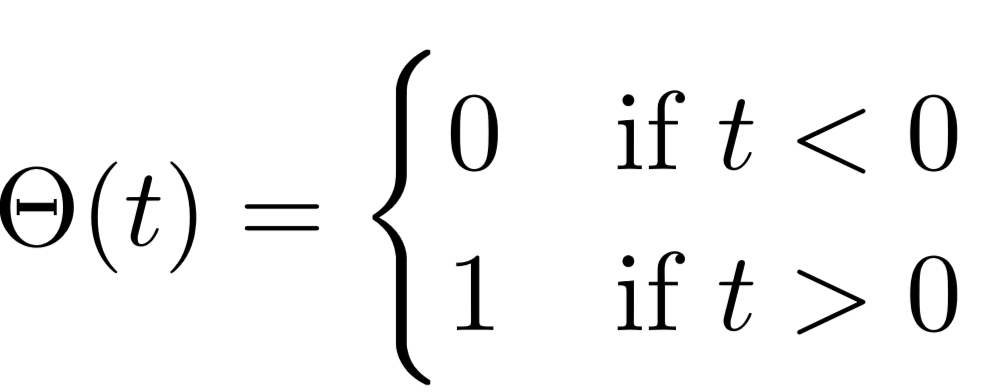 Θ(t) = { 0 if t < 0
1 if t > 0